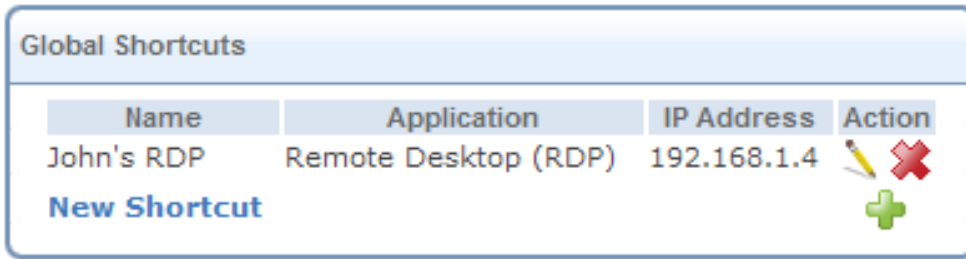 Global Shortcuts
Name Application IP Address Action
John's RDP Remote Desktop (RDP) 192.168.1.4
New Shortcut